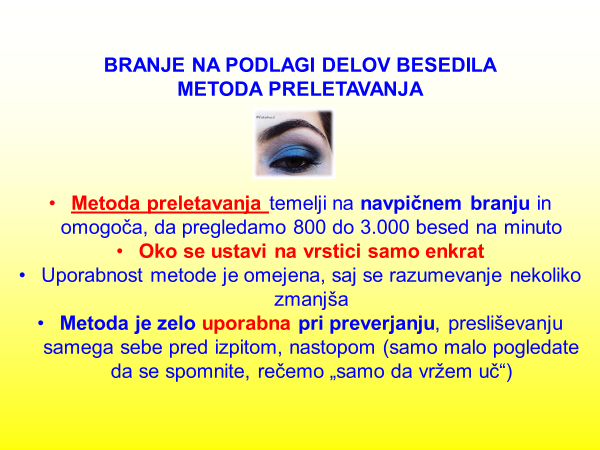 BRANJE NA PODLAGI DELOV BESEDILA
METODA PRELETAVANJA
• Metoda preletavanja temelji na navpičnem branju in
omogoča, da pregledamo 800 do 3.000 besed na minuto
• Oko se ustavi na vrstici samo enkrat
• Uporabnost metode je omejena, saj se razumevanje nekoliko
zmanjša
• Metoda je zelo uporabna pri preverjanju, presliševanju
samega sebe pred izpitom, nastopom (samo malo pogledate
da se spomnite, rečemo „samo da vržem uč“)